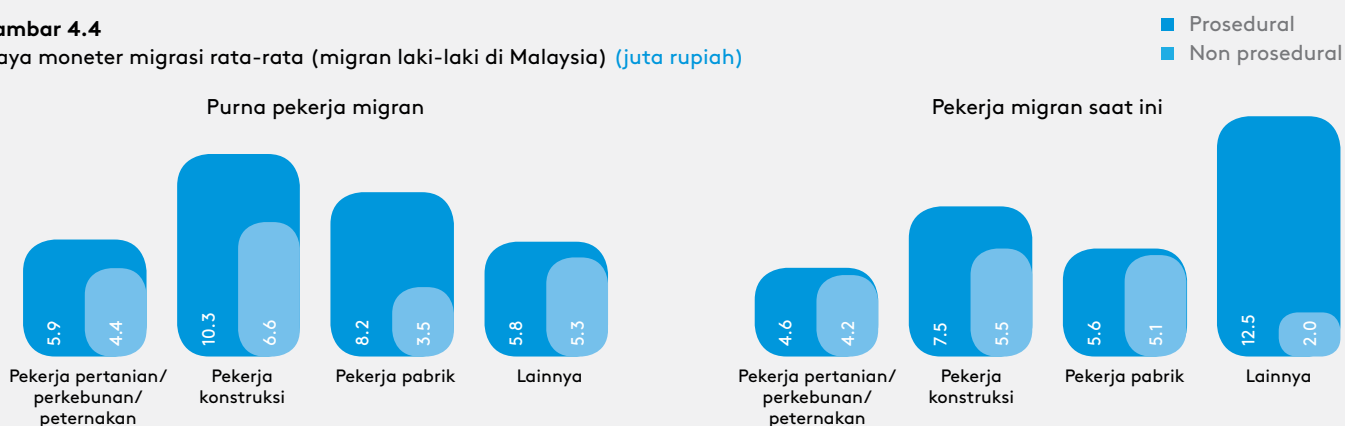 ambar 4.4
aya moneter migrasi rata-rata (migran laki-laki di Malaysia) (juta rupiah)
Prosedural
Non prosedural
Purna pekerja migran
5.9
4.4
10.3
6.6
8.2
3.5
5.8
5.3
Pekerja pertanian/
perkebunan/
peternakan
Pekerja
konstruksi
Pekerja pabrik
Lainnya
Pekerja migran saat ini
4.6
4.2
7.5
5.5
5.6
5.1
12.5
2.0
Pekerja pertanian/
perkebunan/
peternakan
Pekerja
konstruksi
Pekerja pabrik
Lainnya